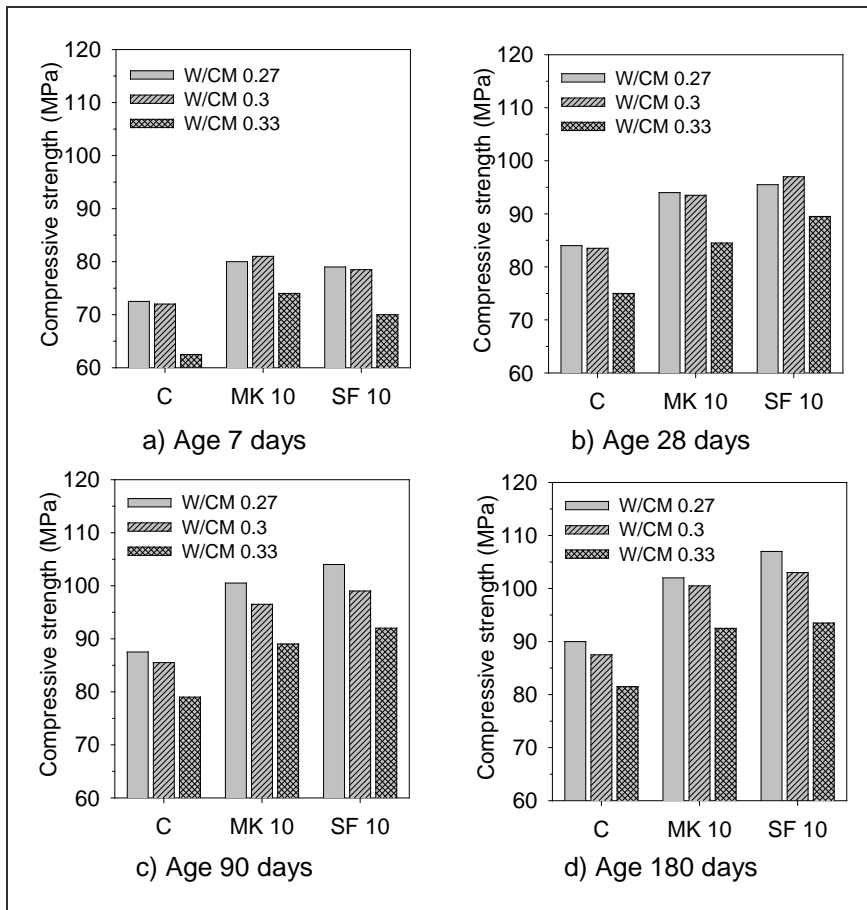 120
110
100
90
80
70
60
Compressive strength (MPa)
W/CM 0.27
W/CM 0.3
W/CM 0.33
C MK 10 SF 10
a) Age 7 days
120
110
100
90
80
70
60
Compressive strength (MPa)
W/CM 0.27
W/CM 0.3
W/CM 0.33
C MK 10 SF 10
b) Age 28 days
120
110
100
90
80
70
60
Compressive strength (MPa)
W/CM 0.27
W/CM 0.3
W/CM 0.33
C MK 10 SF 10
c) Age 90 days
120
110
100
90
80
70
60
Compressive strength (MPa)
W/CM 0.27
W/CM 0.3
W/CM 0.33
C MK 10 SF 10
d) Age 180 days